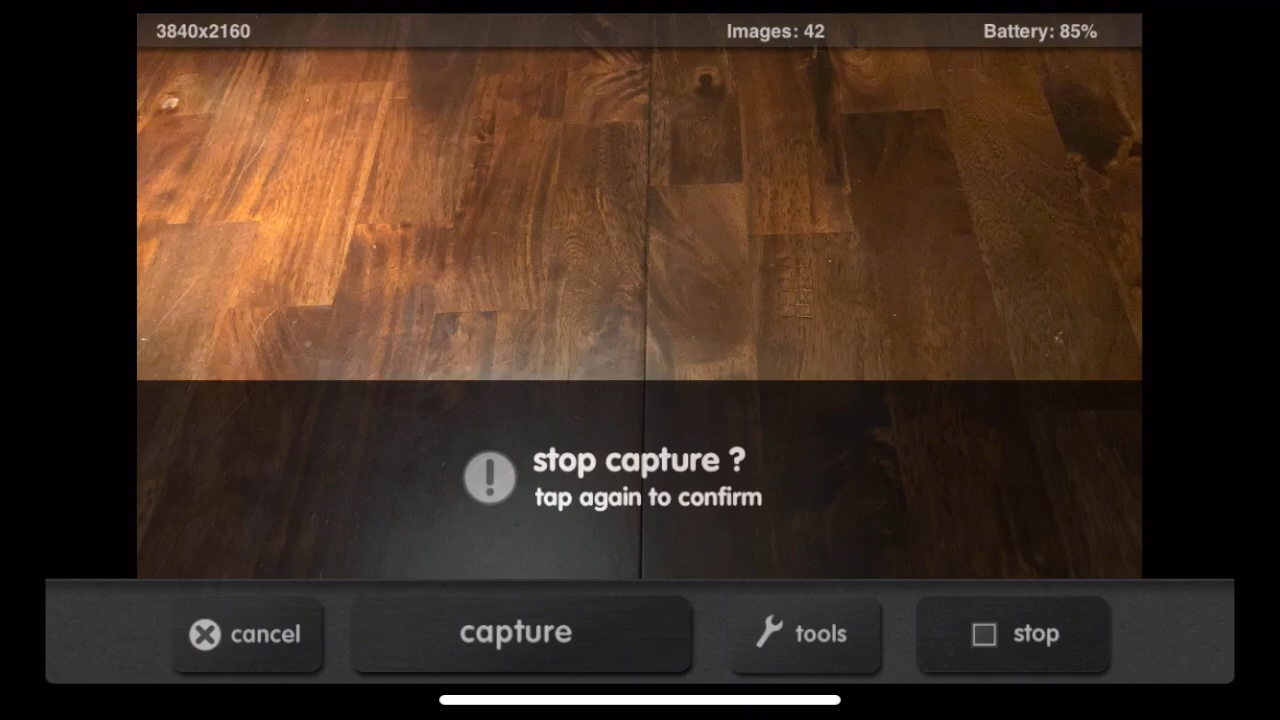 3840x2160 Images: 42 Battery: 85%
stop capture ?
tap again to confirm
cancel capture tools stop